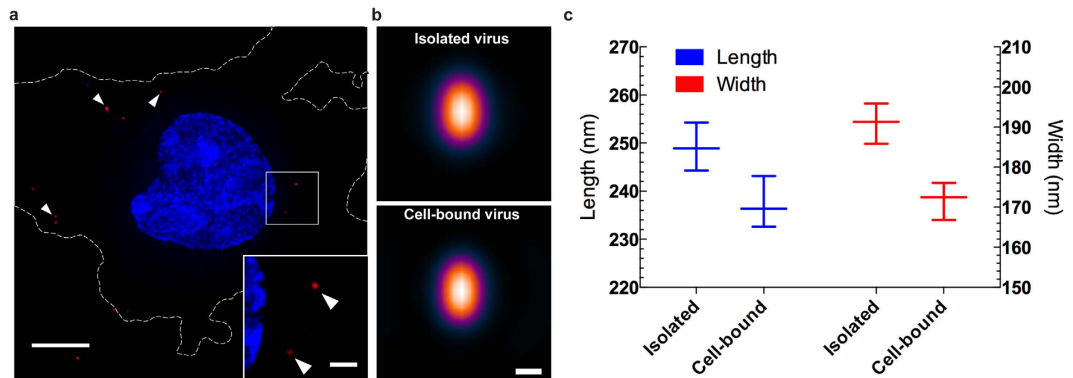 a
b
c
Isolated virus
Cell-bound virus
270
260
250
240
230
220
Length (nm)
Length
Width
210
200
190
180
170
160
150
Width (nm)
Isolated
Cell-bound
Isolated
Cell-bound